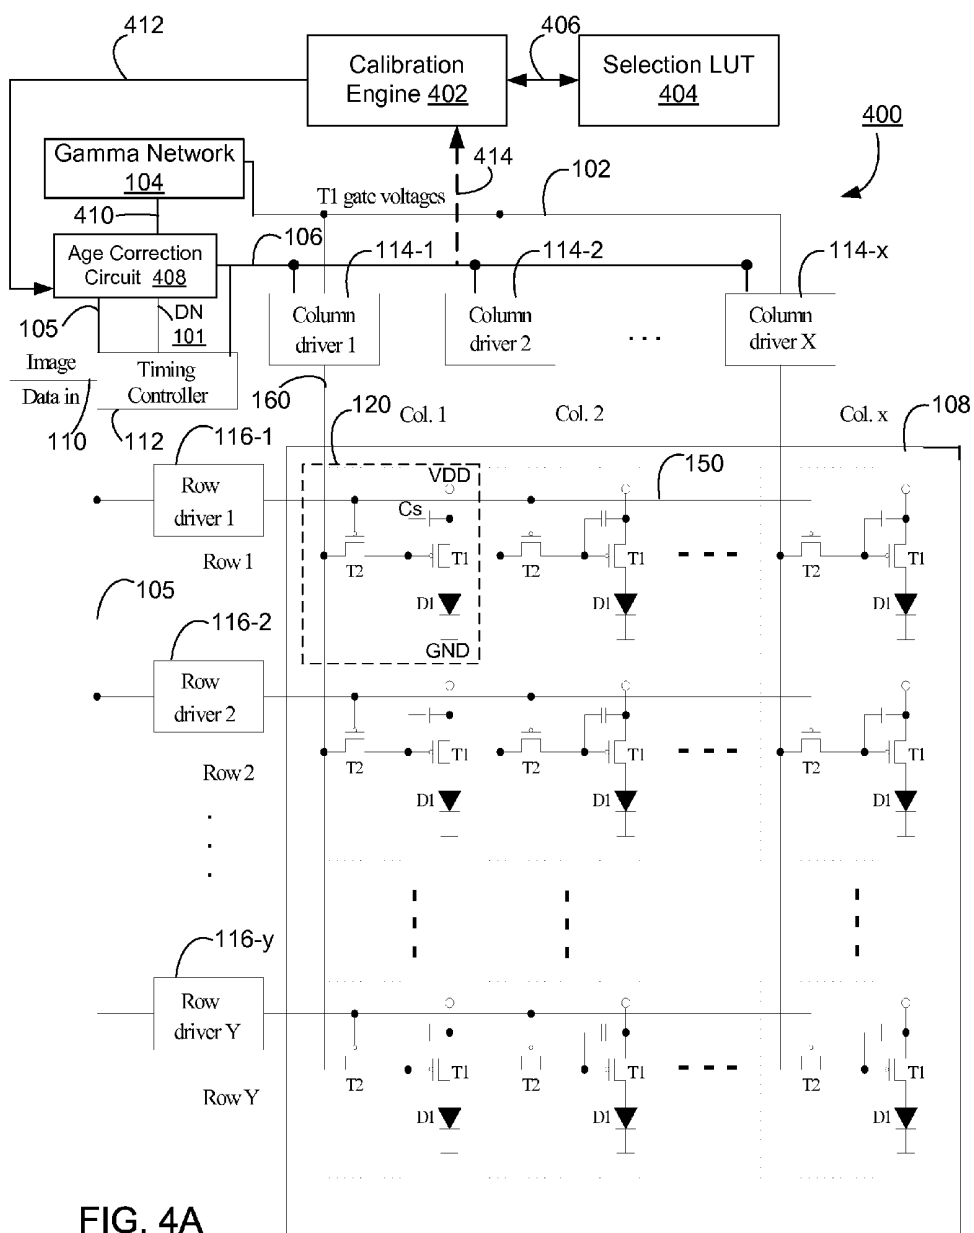 412
406
Calibration
Engine 402
Selection LUT
404
400
Gamma Network
104
414
T1 gate voltages
102
410
Age Correction
Circuit 408
106
114-1
114-2
114-x
105
DN
101
Column
driver 1
Column
driver 2
. . .
Column
driver X
Image
Data in
Timing
Controller
110
112
160
120
Col. 1
Col. 2
Col. x
108
116-1
150
Row
driver 1
VDD
Cs
Row 1
T2
T1
T2
T1
T2
T1
D1
D1
D1
105
116-2
GND
Row
driver 2
Row 2
T2
T1
T2
T1
T2
T1
D1
D1
D1
116-y
Row
driver Y
Row Y
T2
T1
T2
T1
T2
T1
D1
D1
D1
FIG. 4A